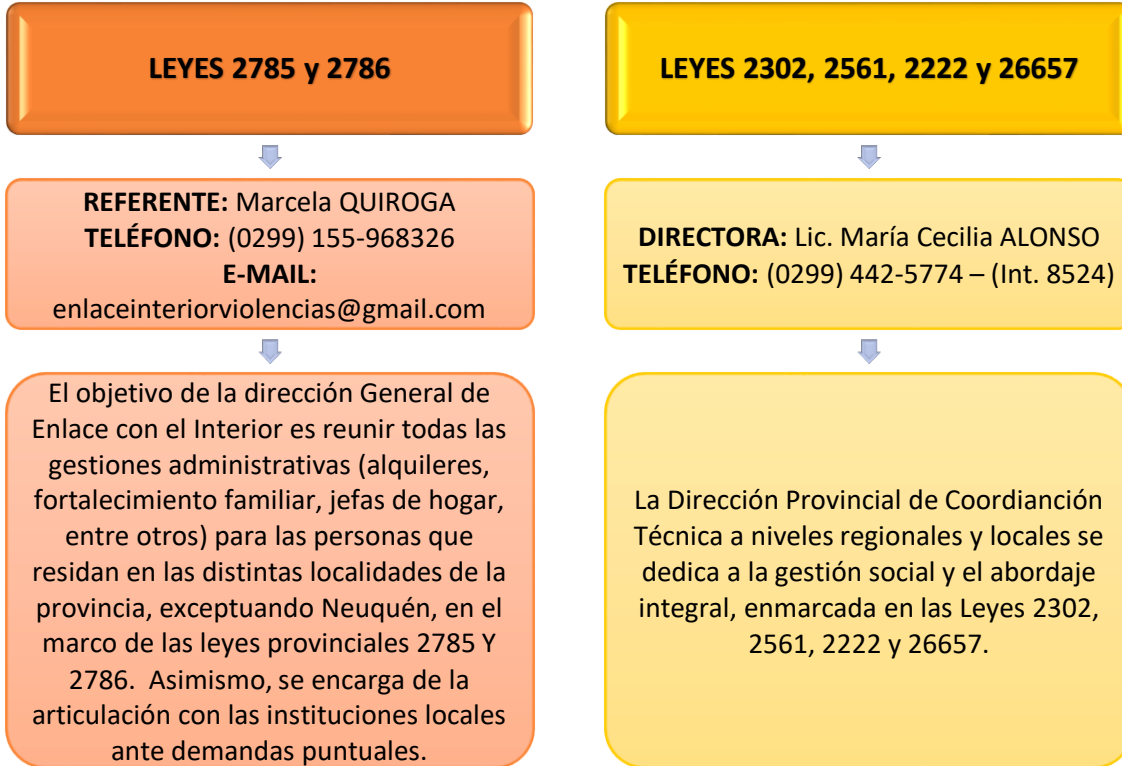 LEYES 2785 y 2786
REFERENTE: Marcela QUIROGA
TELÉFONO: (0299) 155-968326
E-MAIL:
enlaceinteriorviolencias@gmail.com
El objetivo de la dirección General de
Enlace con el Interior es reunir todas las
gestiones administrativas (alquileres,
fortalecimiento familiar, jefas de hogar,
entre otros) para las personas que
residan en las distintas localidades de la
provincia, exceptuando Neuquén, en el
marco de las leyes provinciales 2785 Y
2786.  Asimismo, se encarga de la
articulación con las instituciones locales
ante demandas puntuales.
LEYES 2302, 2561, 2222 y 26657
DIRECTORA: Lic. María Cecilia ALONSO
TELÉFONO: (0299) 442-5774 – (Int. 8524)
La Dirección Provincial de Coordianción
Técnica a niveles regionales y locales se
dedica a la gestión social y el abordaje
integral, enmarcada en las Leyes 2302,
2561, 2222 y 26657.